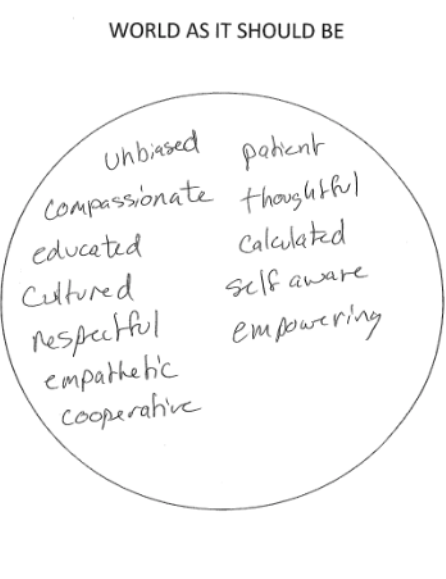 WORLD AS IT SHOULD BE
unbiased
compassionate
educated
Cultured
respectful
empathetic
cooperative
patient
thoughtful
calculated
self aware
empowering